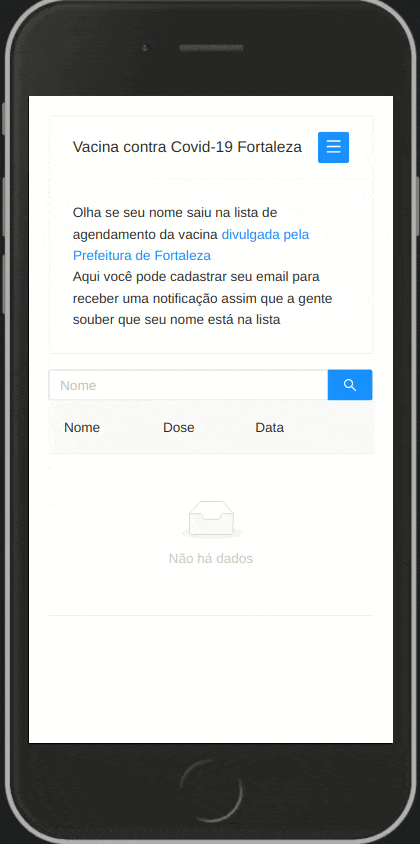 Vacina contra Covid-19 Fortaleza
Olha se seu nome saiu na lista de
agendamento da vacina divulgada pela
Prefeitura de Fortaleza
Aqui você pode cadastrar seu email para
receber uma notificação assim que a gente
souber que seu nome está na lista
Nome
Nome Dose Data
Não há dados